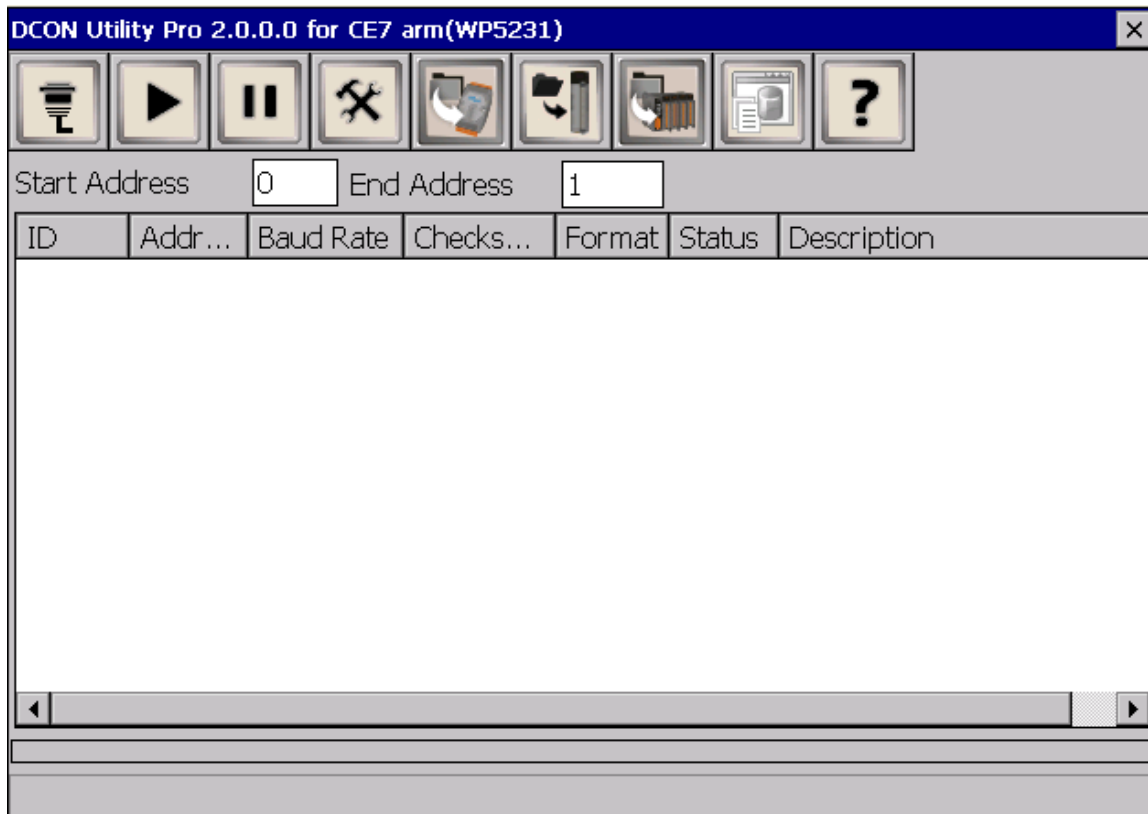 DCON Utility Pro 2.0.0.0 for CE7 arm(WP5231)
?
Start Address 0 End Address 1
ID Addr... Baud Rate Checks... Format Status Description